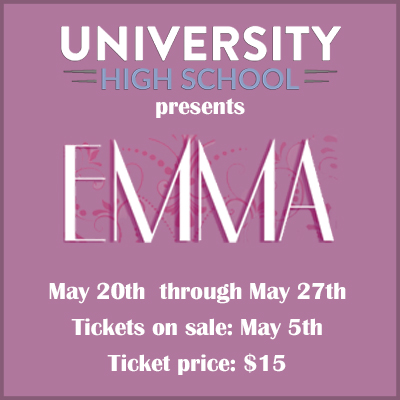 UNIVERSITY
HIGH SCHOOL
presents
EMMA
May 20th  through May 27th
Tickets on sale: May 5th
Ticket price: $15